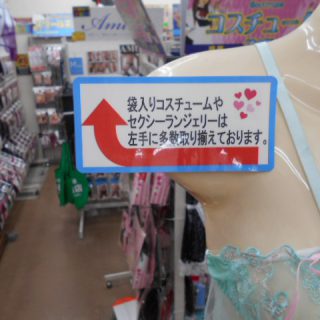 Ami
コスチューム
袋入りコスチュームや
セクシーランジェリーは
左手に多数取り揃えております。